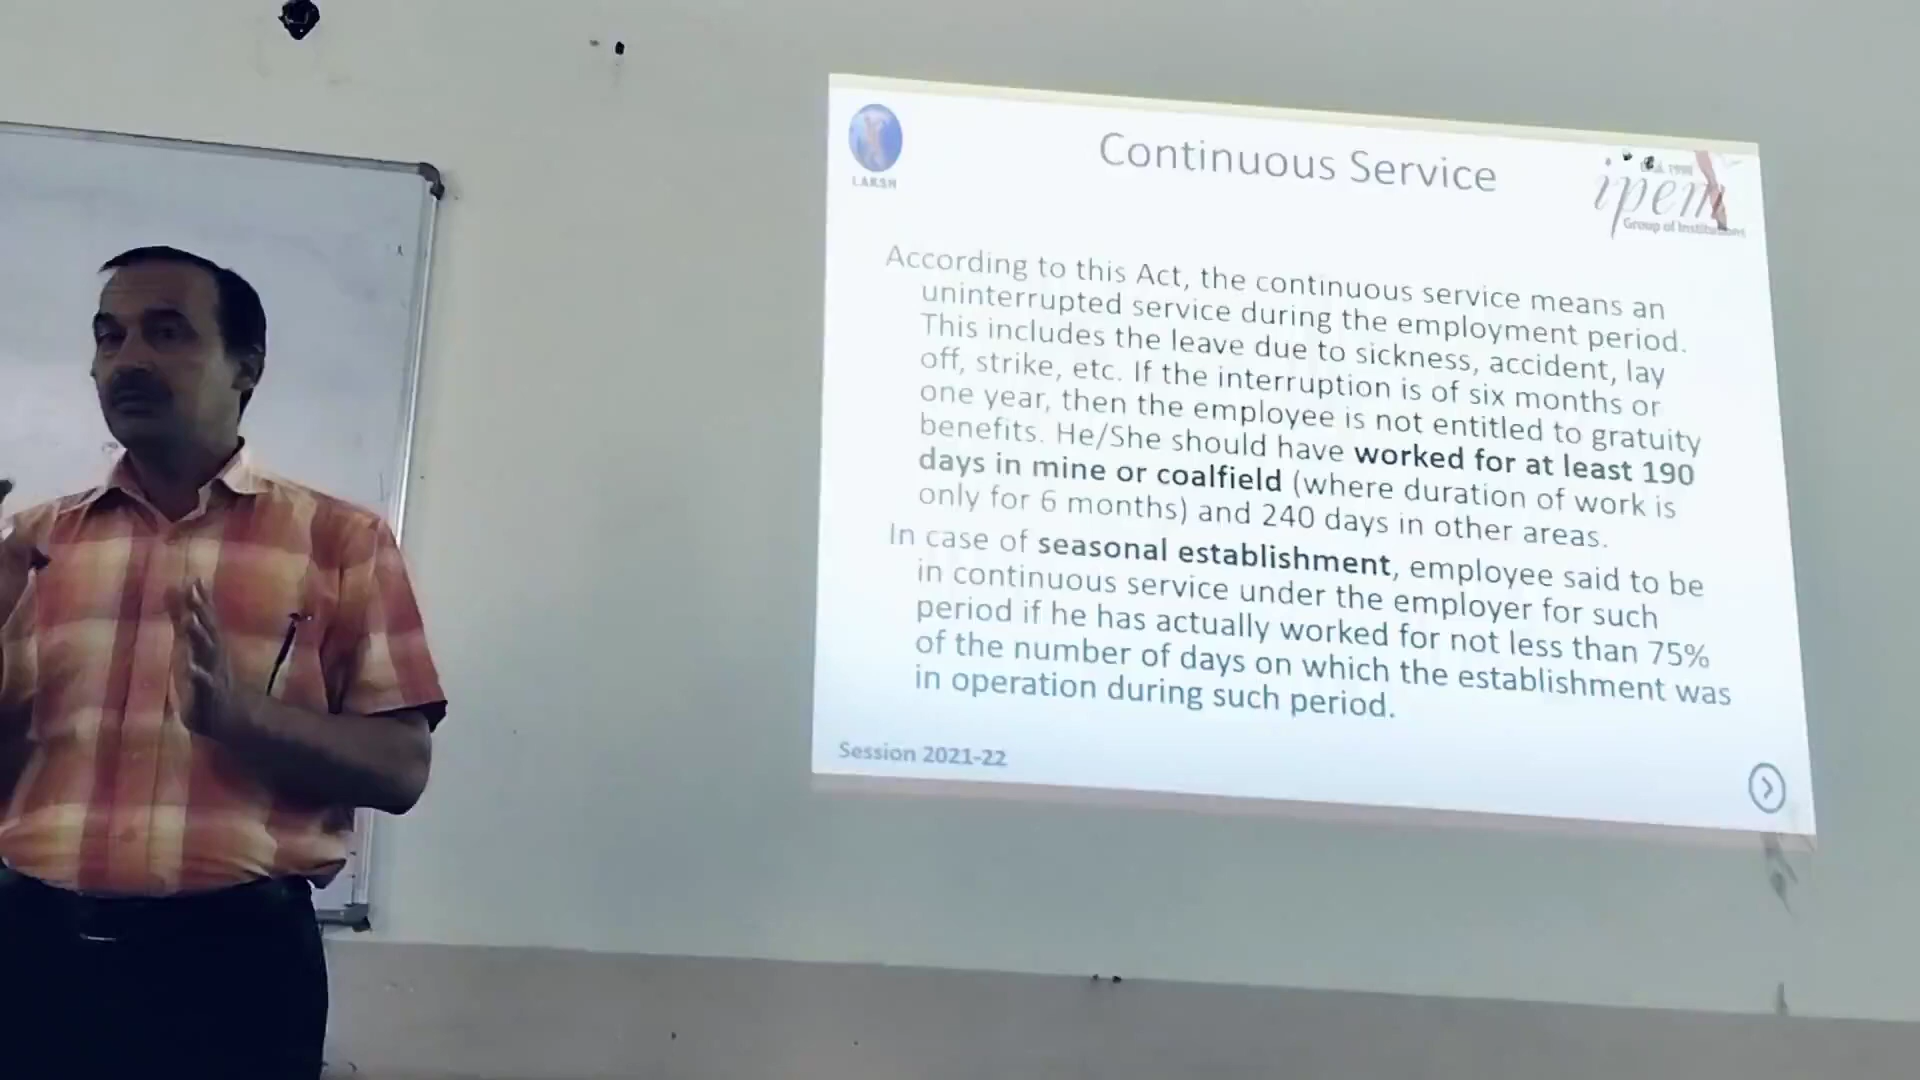 LAKSH
Continuous Service
Estd. 1996
ipem
Group of Institutions
According to this Act, the continuous service means an
uninterrupted service during the employment period.
This includes the leave due to sickness, accident, lay
off, strike, etc. If the interruption is of six months or
one year, then the employee is not entitled to gratuity
benefits. He/She should have worked for at least 190
days in mine or coalfield (where duration of work is
only for 6 months) and 240 days in other areas.
In case of seasonal establishment, employee said to be
in continuous service under the employer for such
period if he has actually worked for not less than 75%
of the number of days on which the establishment was
in operation during such period.
Session 2021-22